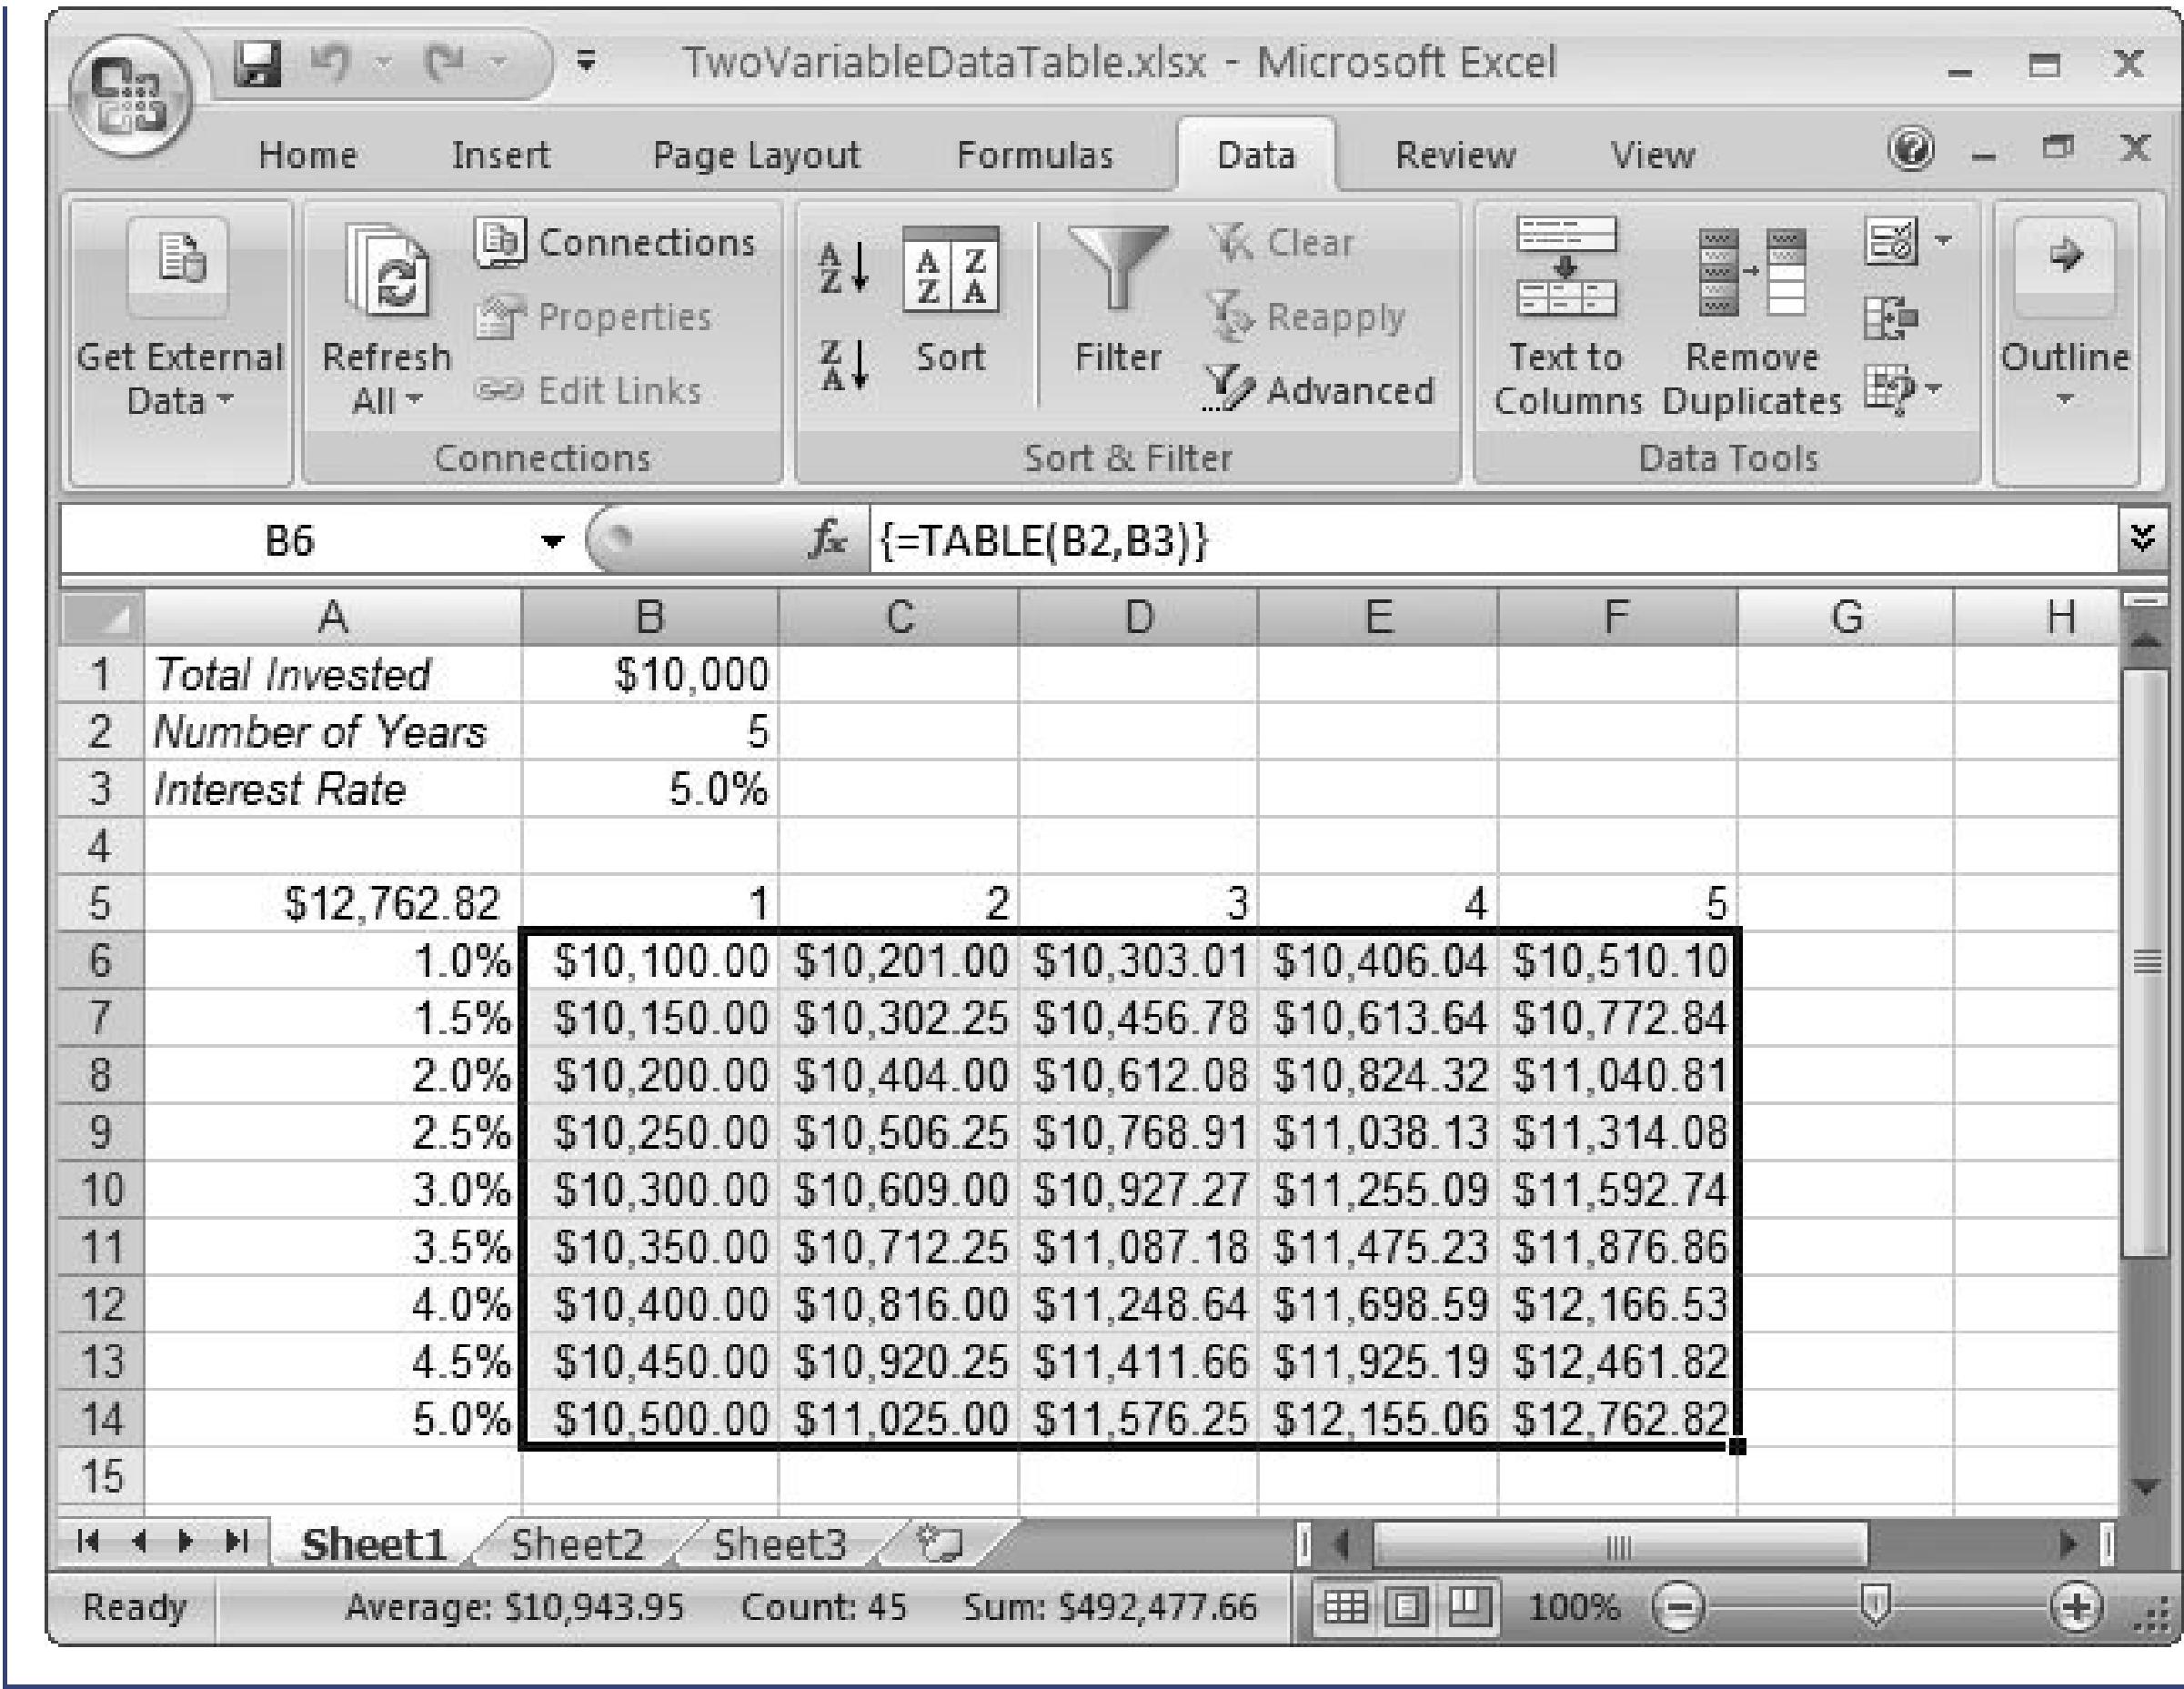 TwoVariableDataTable.xlsx - Microsoft Excel
Home Insert Page Layout Formulas Data Review View
Get External Data
Refresh All
Connections
Properties
Edit Links
Connections
A Z
Z A
A Z Z A
Sort
Filter
Clear
Reapply
Advanced
Sort & Filter
Text to Columns
Remove Duplicates
Data Tools
Outline
B6 fx {=TABLE(B2,B3)}
A B C D E F G H
1 Total Invested $10,000
2 Number of Years 5
3 Interest Rate 5.0%
4
5 $12,762.82 1 2 3 4 5
6 1.0% $10,100.00 $10,201.00 $10,303.01 $10,406.04 $10,510.10
7 1.5% $10,150.00 $10,302.25 $10,456.78 $10,613.64 $10,772.84
8 2.0% $10,200.00 $10,404.00 $10,612.08 $10,824.32 $11,040.81
9 2.5% $10,250.00 $10,506.25 $10,768.91 $11,038.13 $11,314.08
10 3.0% $10,300.00 $10,609.00 $10,927.27 $11,255.09 $11,592.74
11 3.5% $10,350.00 $10,712.25 $11,087.18 $11,475.23 $11,876.86
12 4.0% $10,400.00 $10,816.00 $11,248.64 $11,698.59 $12,166.53
13 4.5% $10,450.00 $10,920.25 $11,411.66 $11,925.19 $12,461.82
14 5.0% $10,500.00 $11,025.00 $11,576.25 $12,155.06 $12,762.82
15
Sheet1 Sheet2 Sheet3
Ready Average: $10,943.95 Count: 45 Sum: $492,477.66 100%